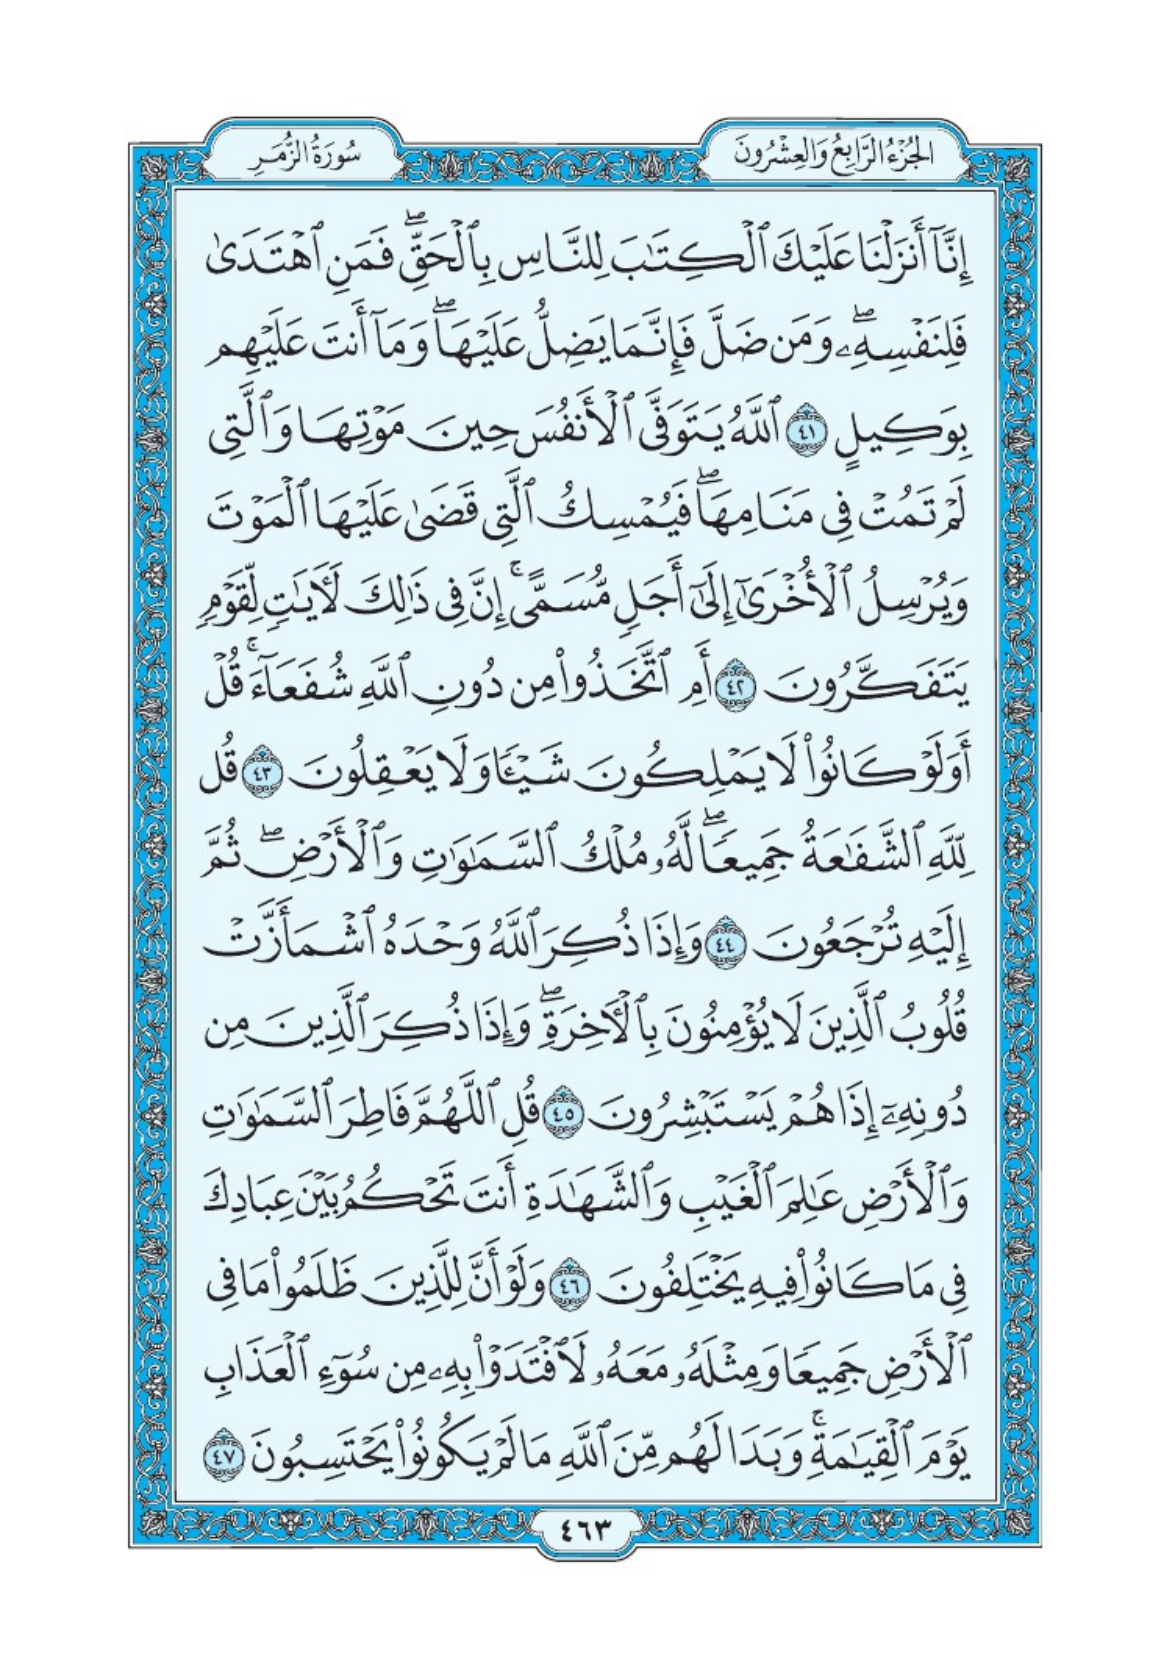 الجُزْءُ الرَّابِعُ وَالعِشْرُونَ
سُورَةُ الزُّمَر
إِنَّآ أَنزَلْنَا عَلَيْكَ ٱلْكِتَٰبَ لِلنَّاسِ بِٱلْحَقِّۖ فَمَنِ ٱهْتَدَىٰ
فَلِنَفْسِهِۦۖ وَمَن ضَلَّ فَإِنَّمَا يَضِلُّ عَلَيْهَاۖ وَمَآ أَنتَ عَلَيْهِم
بِوَكِيلٍ ٤١ ٱللَّهُ يَتَوَفَّى ٱلْأَنفُسَ حِينَ مَوْتِهَا وَٱلَّتِى
لَمْ تَمُتْ فِى مَنَامِهَاۖ فَيُمْسِكُ ٱلَّتِى قَضَىٰ عَلَيْهَا ٱلْمَوْتَ
وَيُرْسِلُ ٱلْأُخْرَىٰٓ إِلَىٰٓ أَجَلٍ مُّسَمًّىۚ إِنَّ فِى ذَٰلِكَ لَءَايَٰتٍ لِّقَوْمٍ
يَتَفَكَّرُونَ ٤٢ أَمِ ٱتَّخَذُوا۟ مِن دُونِ ٱللَّهِ شُفَعَآءَۚ قُلْ
أَوَلَوْ كَانُوا۟ لَا يَمْلِكُونَ شَيْـًٔا وَلَا يَعْقِلُونَ ٤٣ قُل
لِّلَّهِ ٱلشَّفَٰعَةُ جَمِيعًاۖ لَّهُۥ مُلْكُ ٱلسَّمَٰوَٰتِ وَٱلْأَرْضِۖ ثُمَّ
إِلَيْهِ تُرْجَعُونَ ٤٤ وَإِذَا ذُكِرَ ٱللَّهُ وَحْدَهُ ٱشْمَأَزَّتْ
قُلُوبُ ٱلَّذِينَ لَا يُؤْمِنُونَ بِٱلْءَاخِرَةِۖ وَإِذَا ذُكِرَ ٱلَّذِينَ مِن
دُونِهِۦٓ إِذَا هُمْ يَسْتَبْشِرُونَ ٤٥ قُلِ ٱللَّهُمَّ فَاطِرَ ٱلسَّمَٰوَٰتِ
وَٱلْأَرْضِ عَٰلِمَ ٱلْغَيْبِ وَٱلشَّهَٰدَةِ أَنتَ تَحْكُمُ بَيْنَ عِبَادِكَ
فِى مَا كَانُوا۟ فِيهِ يَخْتَلِفُونَ ٤٦ وَلَوْ أَنَّ لِلَّذِينَ ظَلَمُوا۟ مَا فِى
ٱلْأَرْضِ جَمِيعًا وَمِثْلَهُۥ مَعَهُۥ لَٱفْتَدَوْا۟ بِهِۦ مِن سُوٓءِ ٱلْعَذَابِ
يَوْمَ ٱلْقِيَٰمَةِۚ وَبَدَا لَهُم مِّنَ ٱللَّهِ مَا لَمْ يَكُونُوا۟ يَحْتَسِبُونَ ٤٧
٤٦٣